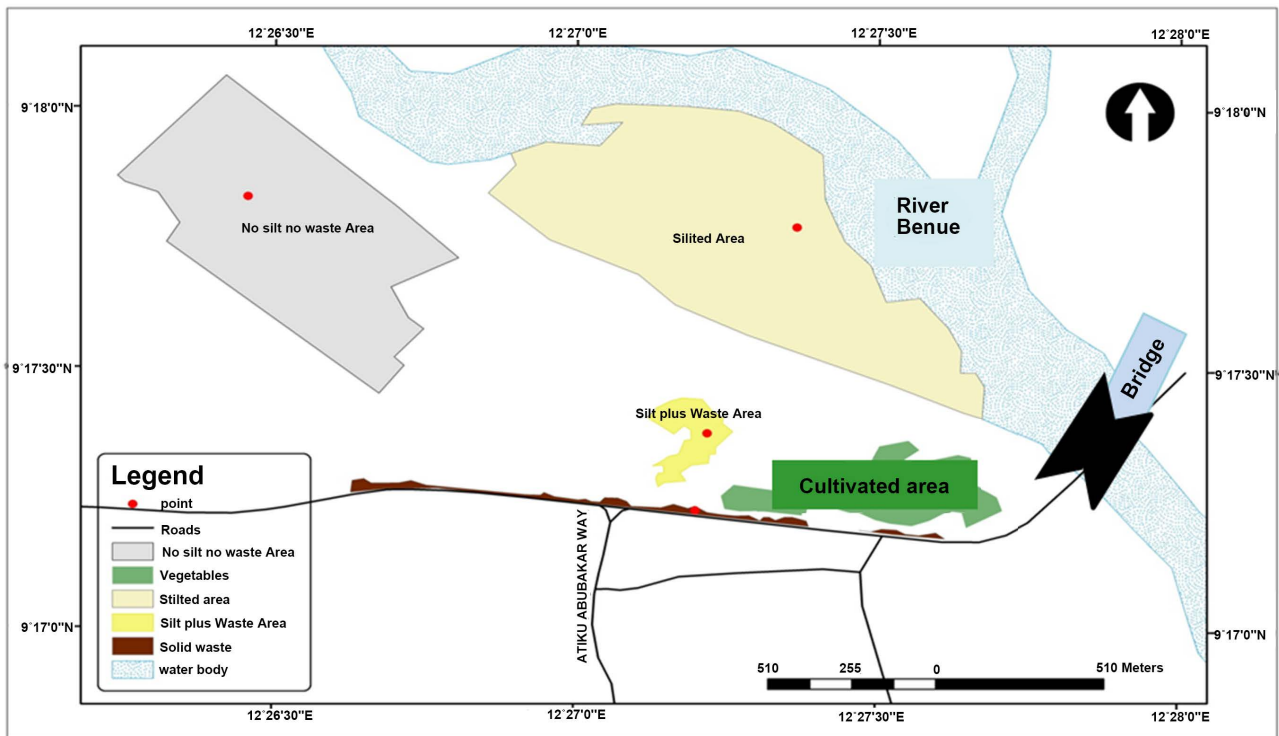 12°26'30"E 12°27'0"E 12°27'30"E 12°28'0"E
9°18'0"N
9°18'0"N
River
Benue
No silt no waste Area
Silited Area
9°17'30"N
9°17'30"N
Bridge
Silt plus Waste Area
Cultivated area
Legend
point
Roads
No silt no waste Area
Vegetables
Stilted area
Silt plus Waste Area
Solid waste
water body
ATIKU ABUBAKAR WAY
9°17'0"N
9°17'0"N
510 255 0 510 Meters
12°26'30"E 12°27'0"E 12°27'30"E 12°28'0"E